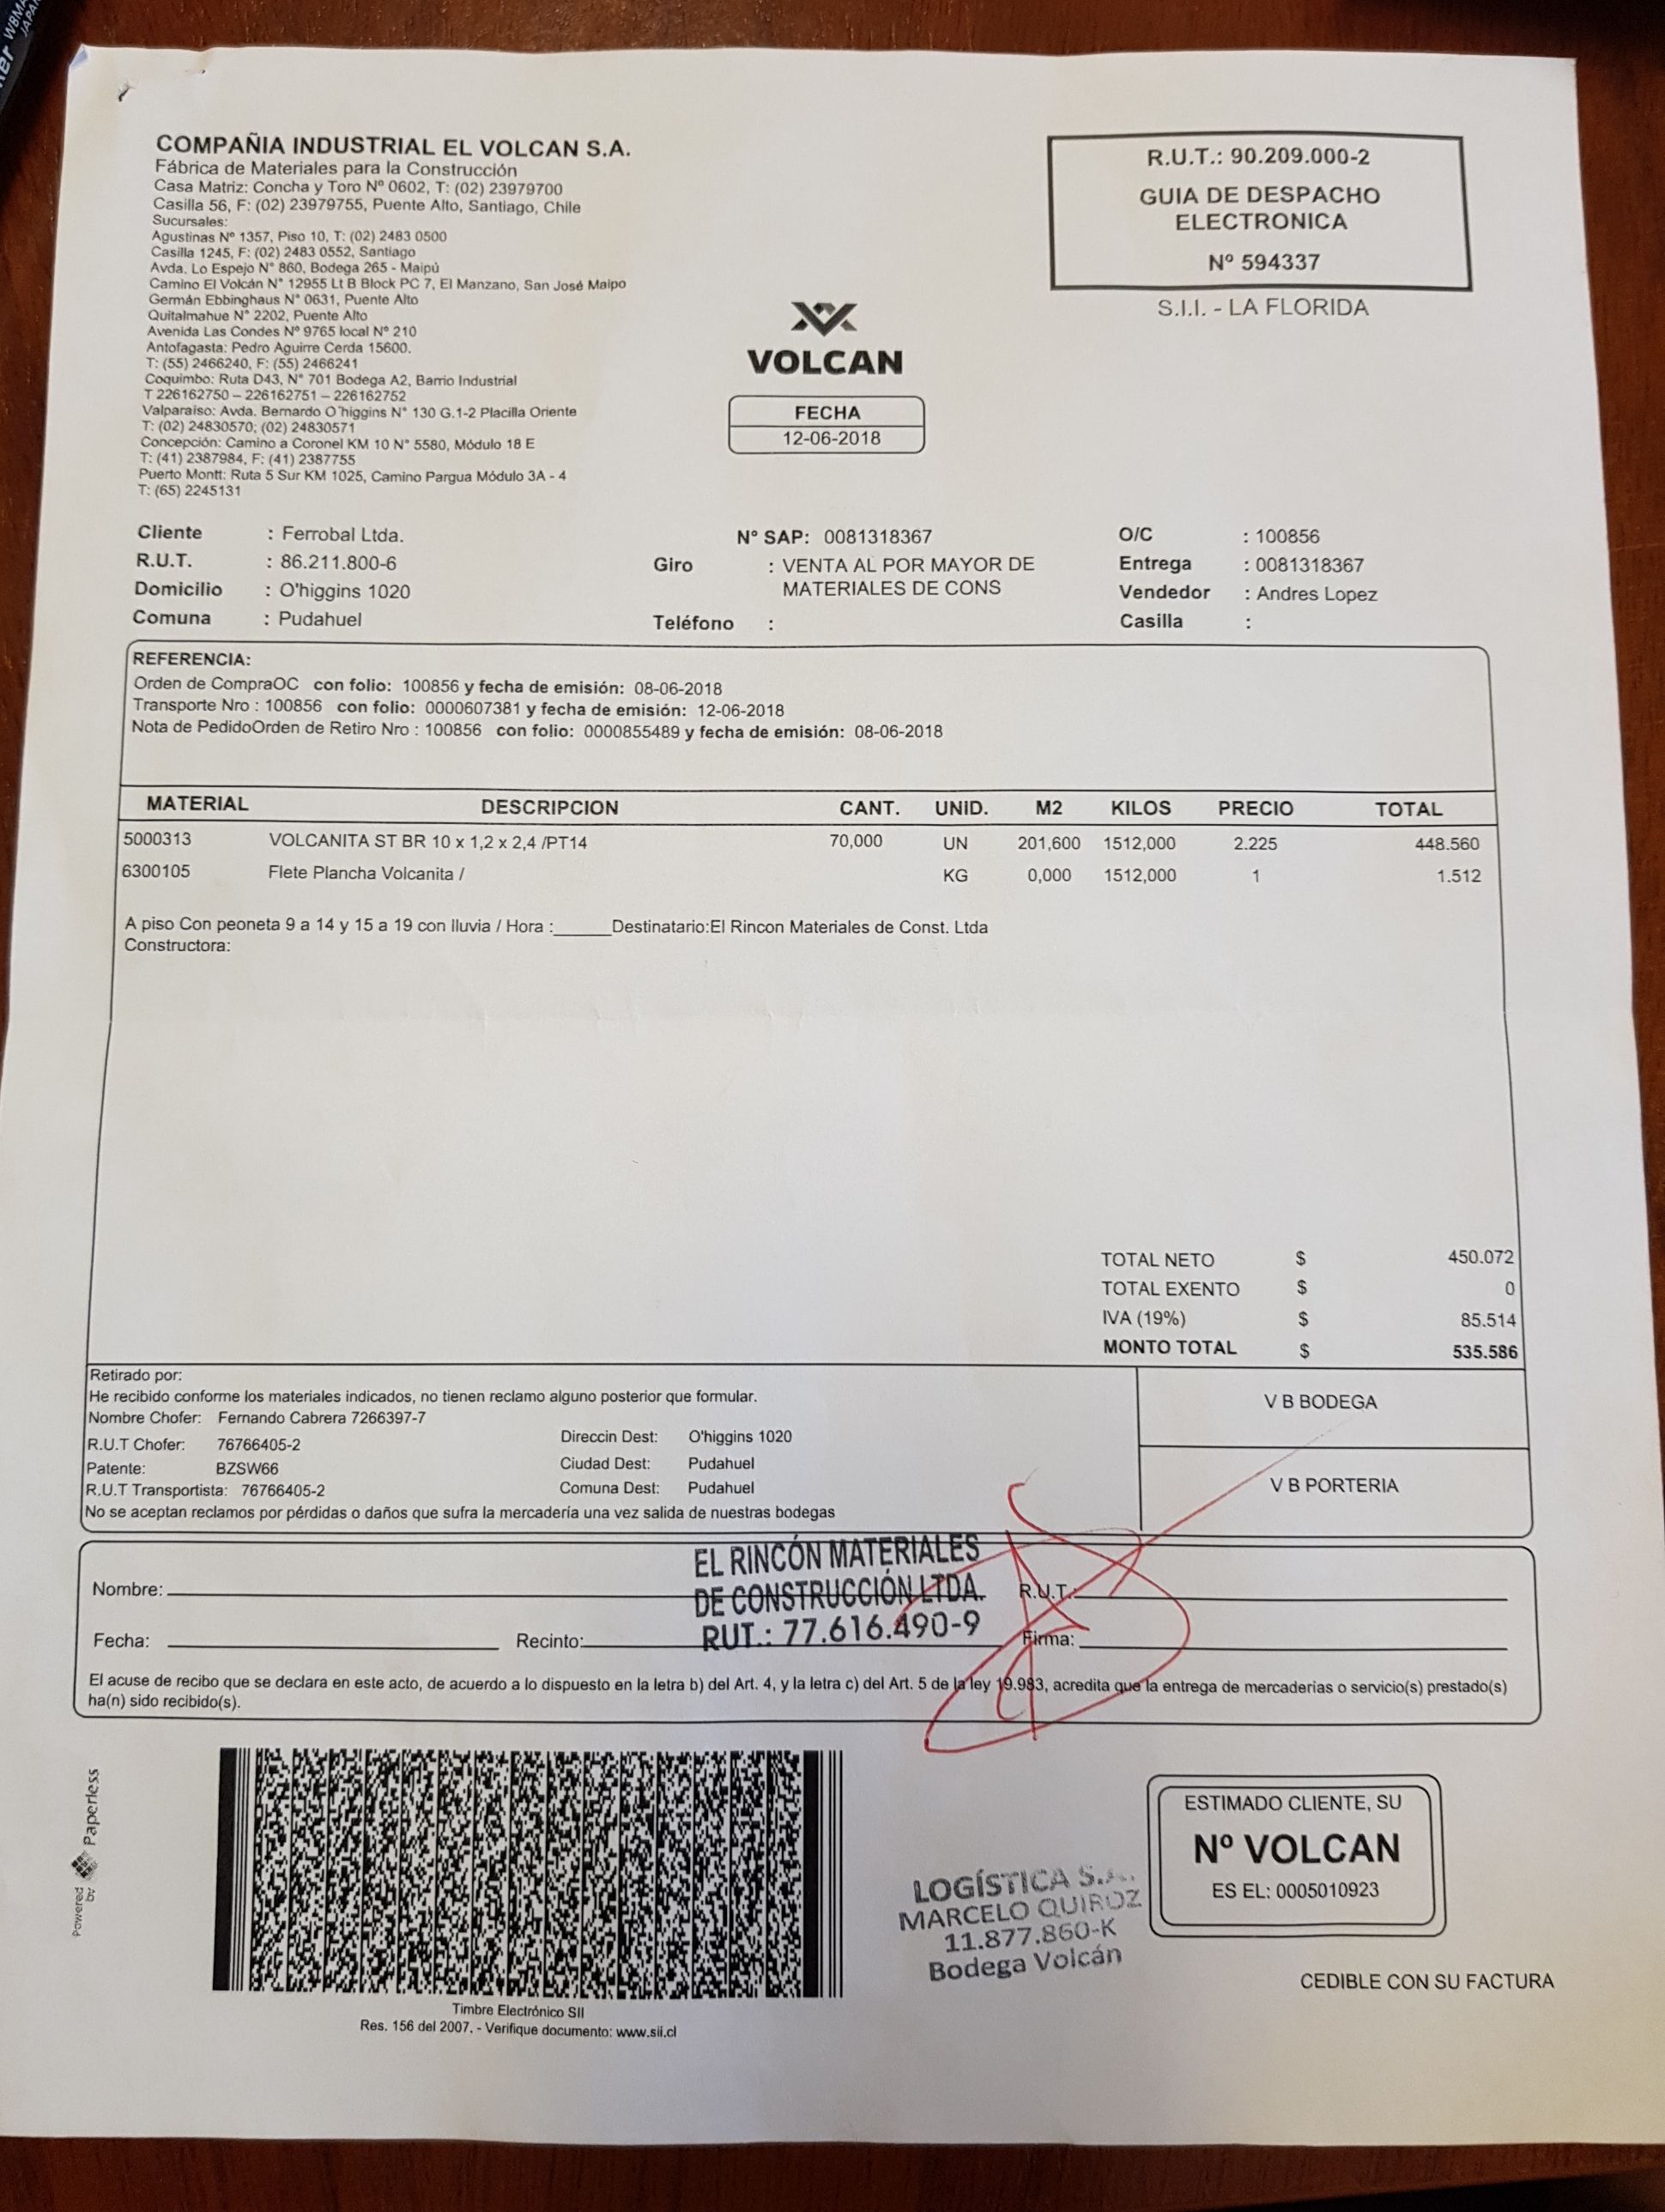 COMPAÑIA INDUSTRIAL EL VOLCAN S.A.
Fábrica de Materiales para la Construcción
Casa Matriz: Concha y Toro Nº 0602, T: (02) 23979700
Casilla 56, F: (02) 23979755, Puente Alto, Santiago, Chile
Sucursales:
Agustinas Nº 1357, Piso 10, T: (02) 2483 0500
Casilla 1245, F: (02) 2483 0552, Santiago
Avda. Lo Espejo N° 860, Bodega 265 - Maipú
Camino El Volcán N° 12955 Lt B Block PC 7, El Manzano, San José Maipo
Germán Ebbinghaus N° 0631, Puente Alto
Quitalmahue N° 2202, Puente Alto
Avenida Las Condes Nº 9765 local Nº 210
Antofagasta: Pedro Aguirre Cerda 15600.
T: (55) 2466240, F: (55) 2466241
Coquimbo: Ruta D43, N° 701 Bodega A2, Barrio Industrial
T 226162750 – 226162751 – 226162752
Valparaíso: Avda. Bernardo O´higgins N° 130 G.1-2 Placilla Oriente
T: (02) 24830570; (02) 24830571
Concepción: Camino a Coronel KM 10 N° 5580, Módulo 18 E
T: (41) 2387984, F: (41) 2387755
Puerto Montt: Ruta 5 Sur KM 1025, Camino Pargua Módulo 3A - 4
T: (65) 2245131
VOLCAN
FECHA
12-06-2018
R.U.T.: 90.209.000-2
GUIA DE DESPACHO
ELECTRONICA
Nº 594337
S.I.I. - LA FLORIDA
Cliente : Ferrobal Ltda. N° SAP: 0081318367 O/C : 100856
R.U.T. : 86.211.800-6 Giro : VENTA AL POR MAYOR DE Entrega : 0081318367
Domicilio : O'higgins 1020 MATERIALES DE CONS Vendedor : Andres Lopez
Comuna : Pudahuel Teléfono : Casilla :
REFERENCIA:
Orden de CompraOC con folio: 100856 y fecha de emisión: 08-06-2018
Transporte Nro : 100856 con folio: 0000607381 y fecha de emisión: 12-06-2018
Nota de PedidoOrden de Retiro Nro : 100856 con folio: 0000855489 y fecha de emisión: 08-06-2018
MATERIAL DESCRIPCION CANT. UNID. M2 KILOS PRECIO TOTAL
5000313 VOLCANITA ST BR 10 x 1,2 x 2,4 /PT14 70,000 UN 201,600 1512,000 2.225 448.560
6300105 Flete Plancha Volcanita / KG 0,000 1512,000 1 1.512
A piso Con peoneta 9 a 14 y 15 a 19 con lluvia / Hora :______Destinatario:El Rincon Materiales de Const. Ltda
Constructora:
TOTAL NETO $ 450.072
TOTAL EXENTO $ 0
IVA (19%) $ 85.514
MONTO TOTAL $ 535.586
Retirado por:
He recibido conforme los materiales indicados, no tienen reclamo alguno posterior que formular.
Nombre Chofer: Fernando Cabrera 7266397-7
R.U.T Chofer: 76766405-2 Direccin Dest: O'higgins 1020
Patente: BZSW66 Ciudad Dest: Pudahuel
R.U.T Transportista: 76766405-2 Comuna Dest: Pudahuel
No se aceptan reclamos por pérdidas o daños que sufra la mercadería una vez salida de nuestras bodegas
V B BODEGA
V B PORTERIA
EL RINCÓN MATERIALES
DE CONSTRUCCIÓN LTDA.
RUT.: 77.616.490-9
Nombre: R.U.T.:
Fecha: Recinto: Firma:
El acuse de recibo que se declara en este acto, de acuerdo a lo dispuesto en la letra b) del Art. 4, y la letra c) del Art. 5 de la ley 19.983, acredita que la entrega de mercaderias o servicio(s) prestado(s)
ha(n) sido recibido(s).
Powered by Paperless
Timbre Electrónico SII
Res. 156 del 2007. - Verifique documento: www.sii.cl
LOGÍSTICA S.A.
MARCELO QUIROZ
11.877.860-K
Bodega Volcán
ESTIMADO CLIENTE, SU
Nº VOLCAN
ES EL: 0005010923
CEDIBLE CON SU FACTURA